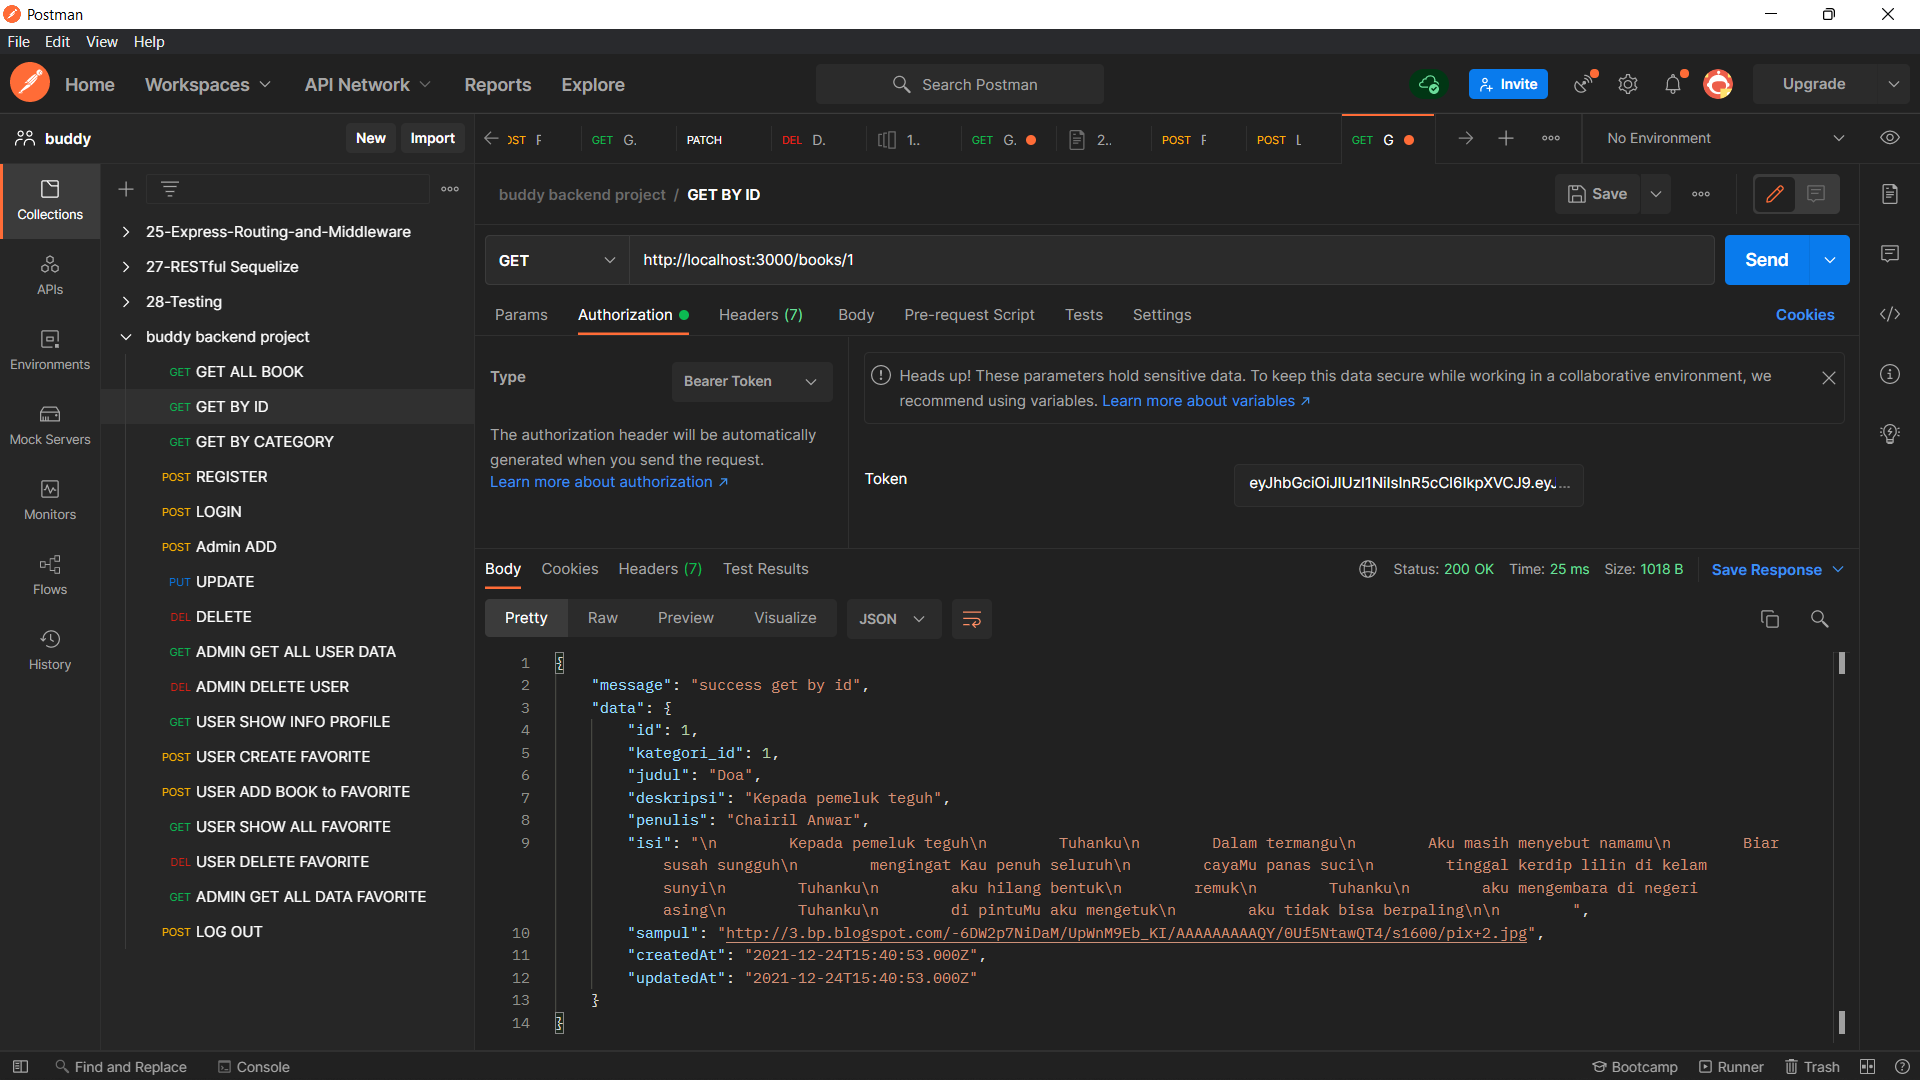 Postman
File Edit View Help
Home Workspaces API Network Reports Explore Search Postman Invite Upgrade
buddy New Import GET G. PATCH DEL D. 1.. GET G. 2.. POST POST L GET G No Environment
Collections
APIs
Environments
Mock Servers
Monitors
Flows
History
25-Express-Routing-and-Middleware
27-RESTful Sequelize
28-Testing
buddy backend project
GET GET ALL BOOK
GET GET BY ID
GET GET BY CATEGORY
POST REGISTER
POST LOGIN
POST Admin ADD
PUT UPDATE
DEL DELETE
GET ADMIN GET ALL USER DATA
DEL ADMIN DELETE USER
GET USER SHOW INFO PROFILE
POST USER CREATE FAVORITE
POST USER ADD BOOK to FAVORITE
GET USER SHOW ALL FAVORITE
DEL USER DELETE FAVORITE
GET ADMIN GET ALL DATA FAVORITE
POST LOG OUT
buddy backend project / GET BY ID Save
GET http://localhost:3000/books/1 Send
Params Authorization Headers (7) Body Pre-request Script Tests Settings Cookies
Type Bearer Token
The authorization header will be automatically
generated when you send the request.
Learn more about authorization ↗
Heads up! These parameters hold sensitive data. To keep this data secure while working in a collaborative environment, we
recommend using variables. Learn more about variables ↗
Token
Body Cookies Headers (7) Test Results Status: 200 OK Time: 25 ms Size: 1018 B Save Response
Pretty Raw Preview Visualize JSON
1 {
2 "message": "success get by id",
3 "data": {
4 "id": 1,
5 "kategori_id": 1,
6 "judul": "Doa",
7 "deskripsi": "Kepada pemeluk teguh",
8 "penulis": "Chairil Anwar",
9 "isi": "\n Kepada pemeluk teguh\n Tuhanku\n Dalam termangu\n Aku masih menyebut namamu\n Biar
susah sungguh\n mengingat Kau penuh seluruh\n cayaMu panas suci\n tinggal kerdip lilin di kelam
sunyi\n Tuhanku\n aku hilang bentuk\n remuk\n Tuhanku\n aku mengembara di negeri
asing\n Tuhanku\n di pintuMu aku mengetuk\n aku tidak bisa berpaling\n\n ",
10 "sampul": "http://3.bp.blogspot.com/-6DW2p7NiDaM/UpWnM9Eb_KI/AAAAAAAAAQY/0Uf5NtawQT4/s1600/pix+2.jpg",
11 "createdAt": "2021-12-24T15:40:53.000Z",
12 "updatedAt": "2021-12-24T15:40:53.000Z"
13 }
14 }
Find and Replace Console Bootcamp Runner Trash